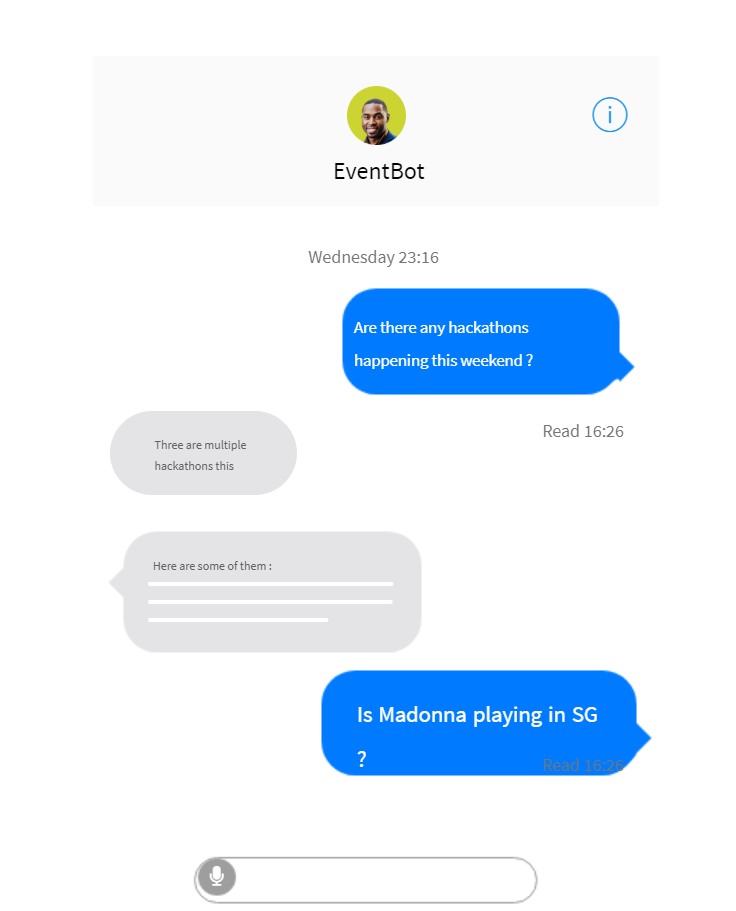 EventBot
Wednesday 23:16
Are there any hackathons
happening this weekend ?
Read 16:26
Three are multiple
hackathons this
Here are some of them :
Is Madonna playing in SG
?
Read 16:26